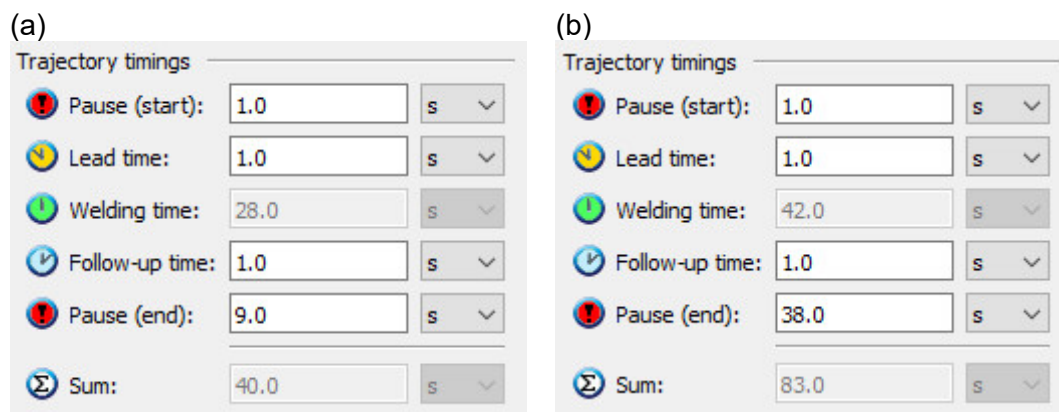 (a)
Trajectory timings
Pause (start): 1.0 s
Lead time: 1.0 s
Welding time: 28.0 s
Follow-up time: 1.0 s
Pause (end): 9.0 s
Σ Sum: 40.0 s
(b)
Trajectory timings
Pause (start): 1.0 s
Lead time: 1.0 s
Welding time: 42.0 s
Follow-up time: 1.0 s
Pause (end): 38.0 s
Σ Sum: 83.0 s